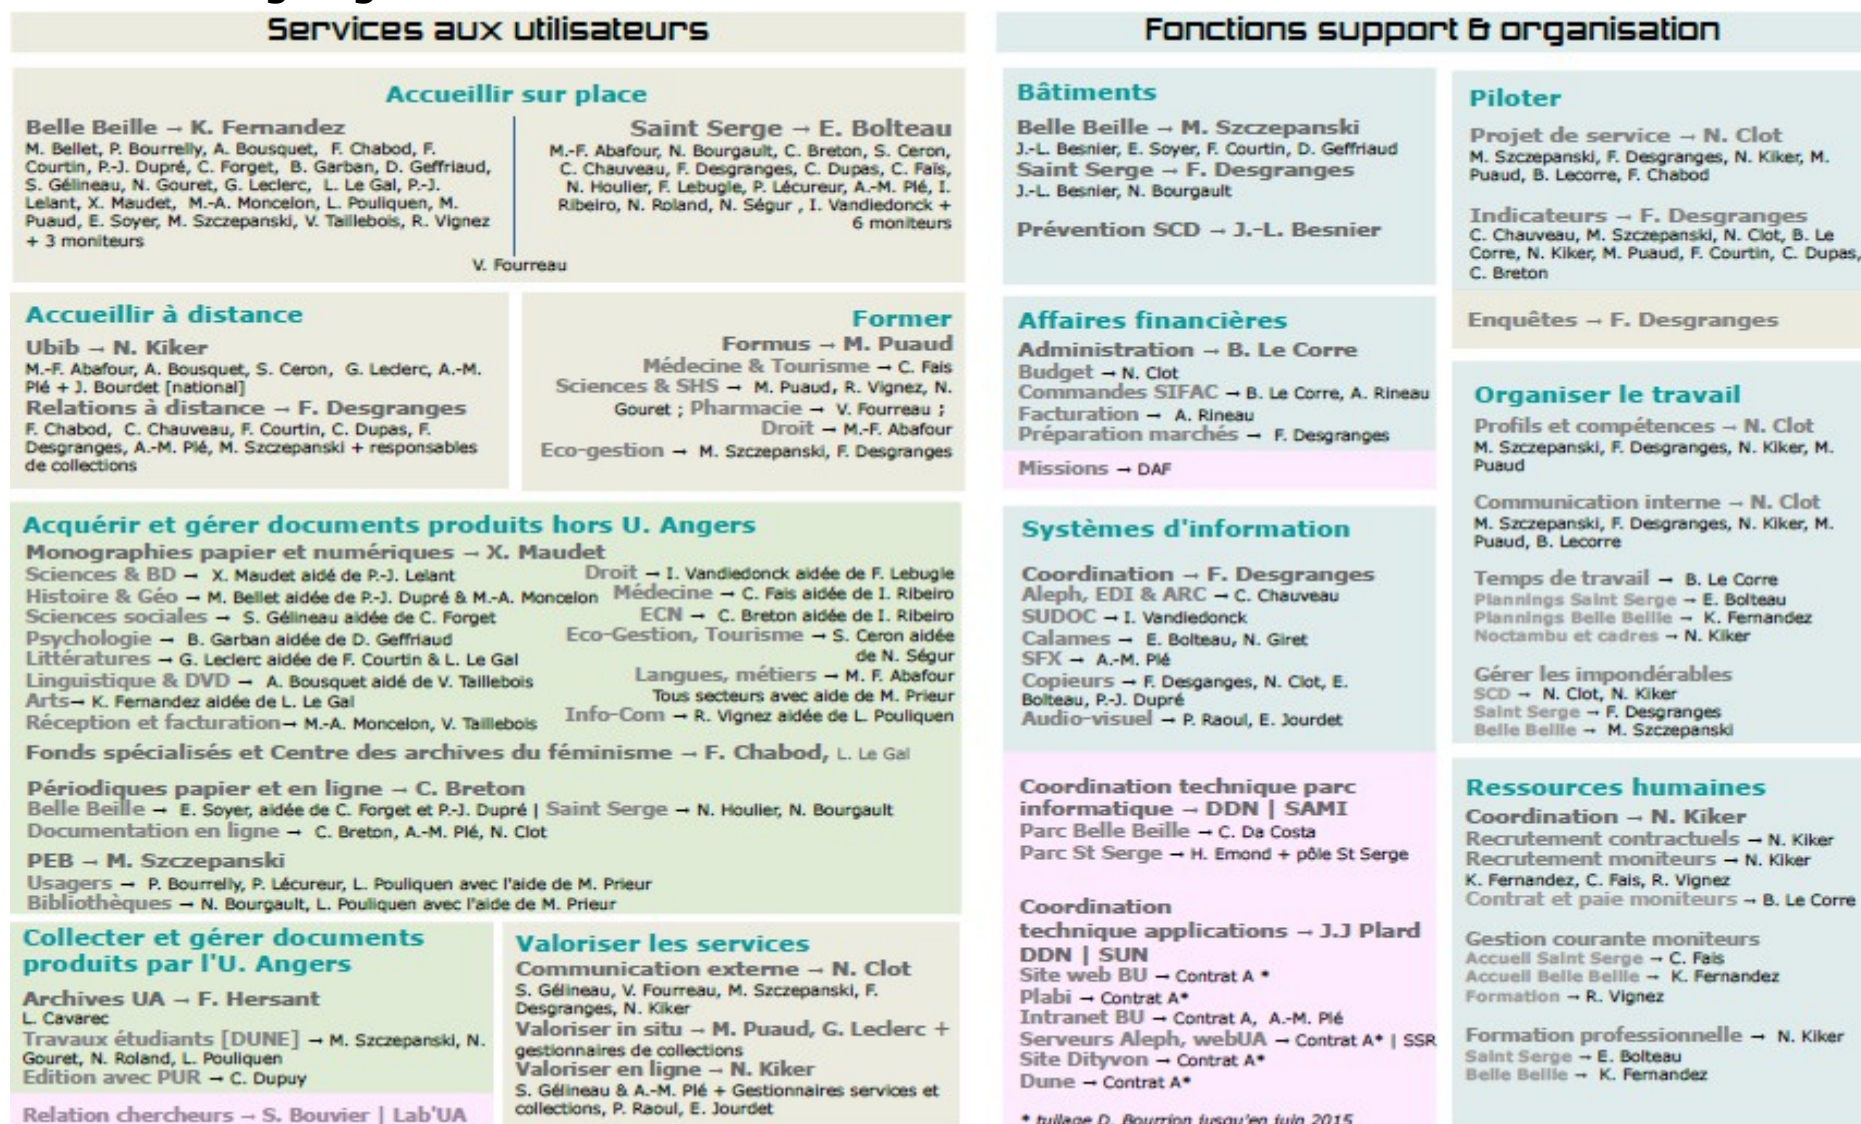 Services aux utilisateurs
Accueillir sur place
Belle Beille → K. Fernandez
M. Bellet, P. Bourrelly, A. Bousquet, F. Chabod, F.
Courtin, P.-J. Dupré, C. Forget, B. Garban, D. Geffriaud,
S. Gélineau, N. Gouret, G. Leclerc, L. Le Gal, P.-J.
Lelant, X. Maudet, M.-A. Moncelon, L. Pouliquen, M.
Puaud, E. Soyer, M. Szczepanski, V. Taillebois, R. Vignez
+ 3 moniteurs
Saint Serge → E. Bolteau
M.-F. Abafour, N. Bourgault, C. Breton, S. Ceron,
C. Chauveau, F. Desgranges, C. Dupas, C. Faïs,
N. Houlier, F. Lebugle, P. Lécureur, A.-M. Plé, I.
Ribeiro, N. Roland, N. Ségur , I. Vandiedonck +
6 moniteurs
V. Fourreau
Accueillir à distance
Ubib → N. Kiker
M.-F. Abafour, A. Bousquet, S. Ceron, G. Leclerc, A.-M.
Plé + J. Bourdet [national]
Relations à distance → F. Desgranges
F. Chabod, C. Chauveau, F. Courtin, C. Dupas, F.
Desgranges, A.-M. Plé, M. Szczepanski + responsables
de collections
Former
Formus → M. Puaud
Médecine & Tourisme → C. Fais
Sciences & SHS → M. Puaud, R. Vignez, N.
Gouret ; Pharmacie → V. Fourreau ;
Droit → M.-F. Abafour
Eco-gestion → M. Szczepanski, F. Desgranges
Acquérir et gérer documents produits hors U. Angers
Monographies papier et numériques → X. Maudet
Sciences & BD → X. Maudet aidé de P.-J. Lelant
Histoire & Géo → M. Bellet aidée de P.-J. Dupré & M.-A. Moncelon
Sciences sociales → S. Gélineau aidée de C. Forget
Psychologie → B. Garban aidée de D. Geffriaud
Littératures → G. Leclerc aidée de F. Courtin & L. Le Gal
Linguistique & DVD → A. Bousquet aidé de V. Taillebois
Arts→ K. Fernandez aidée de L. Le Gal
Réception et facturation→ M.-A. Moncelon, V. Taillebois
Droit → I. Vandiedonck aidée de F. Lebugle
Médecine → C. Fais aidée de I. Ribeiro
ECN → C. Breton aidée de I. Ribeiro
Eco-Gestion, Tourisme → S. Ceron aidée
de N. Ségur
Langues, métiers → M. F. Abafour
Tous secteurs avec aide de M. Prieur
Info-Com → R. Vignez aidée de L. Pouliquen
Fonds spécialisés et Centre des archives du féminisme → F. Chabod, L. Le Gal
Périodiques papier et en ligne → C. Breton
Belle Beille → E. Soyer, aidée de C. Forget et P.-J. Dupré | Saint Serge → N. Houlier, N. Bourgault
Documentation en ligne → C. Breton, A.-M. Plé, N. Clot
PEB → M. Szczepanski
Usagers → P. Bourrelly, P. Lécureur, L. Pouliquen avec l'aide de M. Prieur
Bibliothèques → N. Bourgault, L. Pouliquen avec l'aide de M. Prieur
Collecter et gérer documents
produits par l'U. Angers
Archives UA → F. Hersant
L. Cavarec
Travaux étudiants [DUNE] → M. Szczepanski, N.
Gouret, N. Roland, L. Pouliquen
Edition avec PUR → C. Dupuy
Relation chercheurs → S. Bouvier | Lab'UA
Valoriser les services
Communication externe → N. Clot
S. Gélineau, V. Fourreau, M. Szczepanski, F.
Desgranges, N. Kiker
Valoriser in situ → M. Puaud, G. Leclerc +
gestionnaires de collections
Valoriser en ligne → N. Kiker
S. Gélineau & A.-M. Plé + Gestionnaires services et
collections, P. Raoul, E. Jourdet
Fonctions support & organisation
Bâtiments
Belle Beille → M. Szczepanski
J.-L. Besnier, E. Soyer, F. Courtin, D. Geffriaud
Saint Serge → F. Desgranges
J.-L. Besnier, N. Bourgault
Prévention SCD → J.-L. Besnier
Affaires financières
Administration → B. Le Corre
Budget → N. Clot
Commandes SIFAC → B. Le Corre, A. Rineau
Facturation → A. Rineau
Préparation marchés → F. Desgranges
Missions → DAF
Systèmes d'information
Coordination → F. Desgranges
Aleph, EDI & ARC → C. Chauveau
SUDOC → I. Vandiedonck
Calames → E. Bolteau, N. Giret
SFX → A.-M. Plé
Copieurs → F. Desganges, N. Clot, E.
Bolteau, P.-J. Dupré
Audio-visuel → P. Raoul, E. Jourdet
Coordination technique parc
informatique → DDN | SAMI
Parc Belle Beille → C. Da Costa
Parc St Serge → H. Emond + pôle St Serge
Coordination
technique applications → J.J Plard
DDN | SUN
Site web BU → Contrat A *
Plabi → Contrat A*
Intranet BU → Contrat A, A.-M. Plé
Serveurs Aleph, webUA → Contrat A* | SSR
Site Dityvon → Contrat A*
Dune → Contrat A*
* tuilage D. Bourrion jusqu'en juin 2015
Piloter
Projet de service → N. Clot
M. Szczepanski, F. Desgranges, N. Kiker, M.
Puaud, B. Lecorre, F. Chabod
Indicateurs → F. Desgranges
C. Chauveau, M. Szczepanski, N. Clot, B. Le
Corre, N. Kiker, M. Puaud, F. Courtin, C. Dupas,
C. Breton
Enquêtes → F. Desgranges
Organiser le travail
Profils et compétences → N. Clot
M. Szczepanski, F. Desgranges, N. Kiker, M.
Puaud
Communication interne → N. Clot
M. Szczepanski, F. Desgranges, N. Kiker, M.
Puaud, B. Lecorre
Temps de travail → B. Le Corre
Plannings Saint Serge → E. Bolteau
Plannings Belle Beille → K. Fernandez
Noctambu et cadres → N. Kiker
Gérer les impondérables
SCD → N. Clot, N. Kiker
Saint Serge → F. Desgranges
Belle Beille → M. Szczepanski
Ressources humaines
Coordination → N. Kiker
Recrutement contractuels → N. Kiker
Recrutement moniteurs → N. Kiker
K. Fernandez, C. Fais, R. Vignez
Contrat et paie moniteurs → B. Le Corre
Gestion courante moniteurs
Accueil Saint Serge → C. Fais
Accueil Belle Beille → K. Fernandez
Formation → R. Vignez
Formation professionnelle → N. Kiker
Saint Serge → E. Bolteau
Belle Beille → K. Fernandez